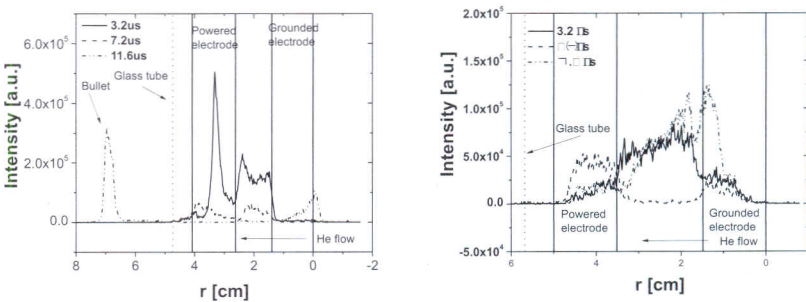 3.2us
7.2us
11.6us
Powered electrode
Grounded electrode
Glass tube
Bullet
He flow
Intensity [a.u.]
6.0x10⁵
4.0x10⁵
2.0x10⁵
0.0
8 6 4 2 0 -2
r [cm]
3.2
Glass tube
Powered electrode
Grounded electrode
He flow
Intensity [a.u.]
2.0x10⁵
1.5x10⁵
1.0x10⁵
5.0x10⁴
0.0
-5.0x10⁴
6 4 2 0
r [cm]